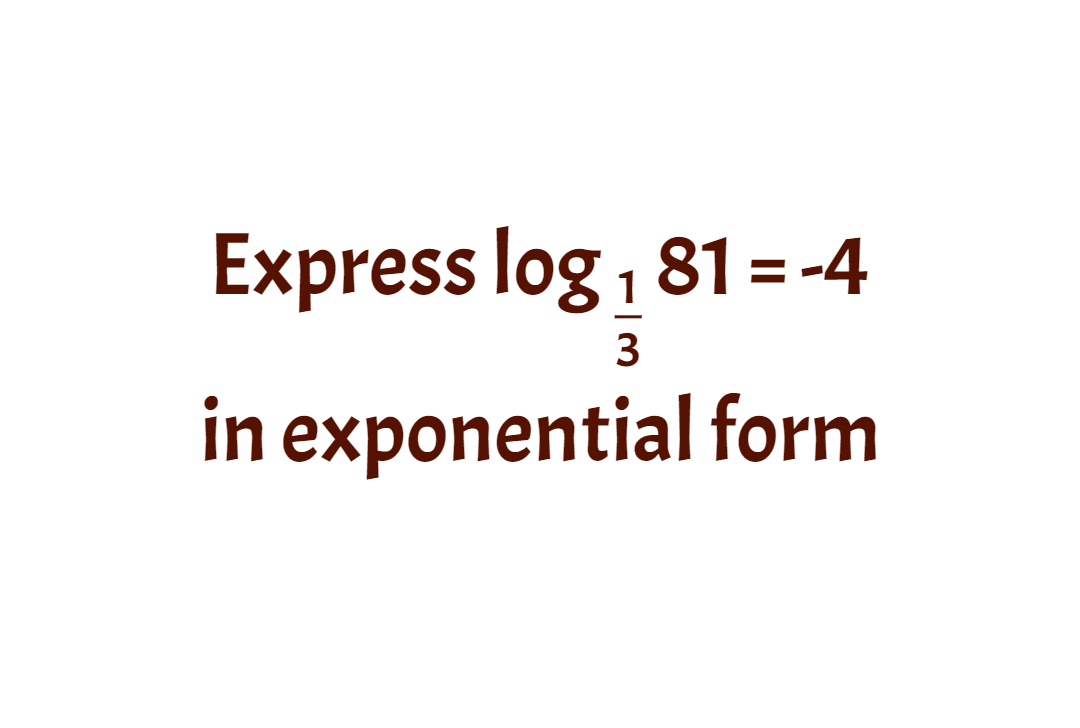 Express log 1/3 81 = -4
in exponential form